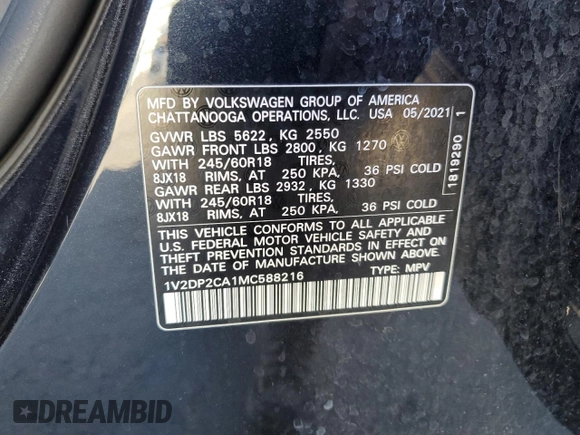 MFD BY VOLKSWAGEN GROUP OF AMERICA
CHATTANOOGA OPERATIONS, LLC. USA 05/2021
GVWR LBS 5622, KG 2550
GAWR FRONT LBS 2800, KG 1270
WITH 245/60R18 TIRES,
8JX18 RIMS, AT 250 KPA, 36 PSI COLD
GAWR REAR LBS 2932, KG 1330
WITH 245/60R18 TIRES,
8JX18 RIMS, AT 250 KPA, 36 PSI COLD
THIS VEHICLE CONFORMS TO ALL APPLICABLE
U.S. FEDERAL MOTOR VEHICLE SAFETY AND
THEFT PREVENTION STANDARDS IN EFFECT ON
THE DATE OF MANUFACTURE SHOWN ABOVE.
1V2DP2CA1MC588216 TYPE: MPV
1819290 1
DREAMBID